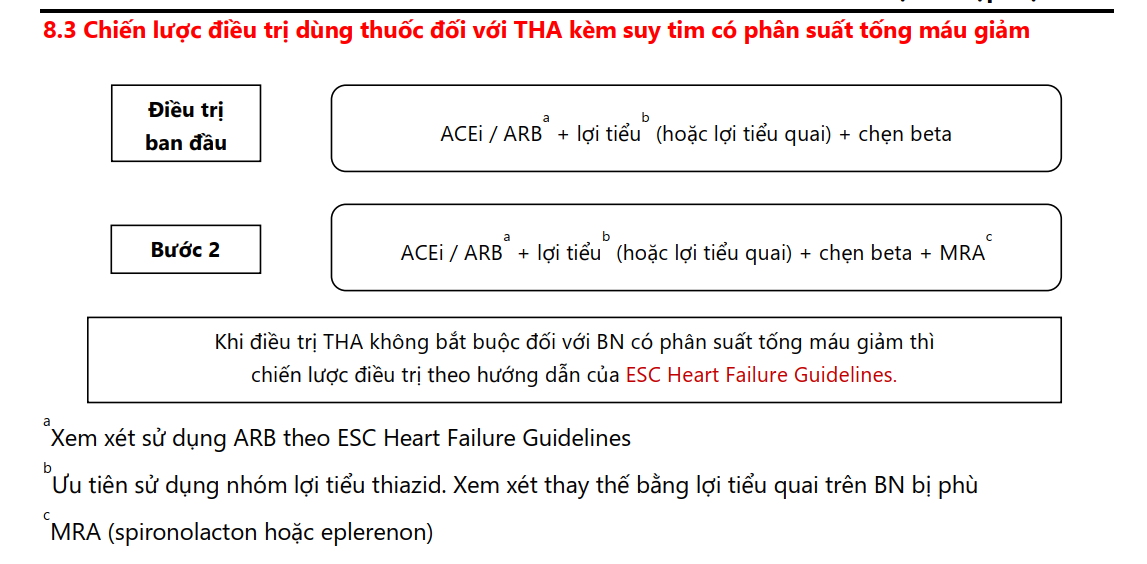 8.3 Chiến lược điều trị dùng thuốc đối với THA kèm suy tim có phân suất tống máu giảm
Điều trị
ban đầu
ACEi / ARBᵃ + lợi tiểuᵇ (hoặc lợi tiểu quai) + chẹn beta
Bước 2
ACEi / ARBᵃ + lợi tiểuᵇ (hoặc lợi tiểu quai) + chẹn beta + MRAᶜ
Khi điều trị THA không bắt buộc đối với BN có phân suất tống máu giảm thì
chiến lược điều trị theo hướng dẫn của ESC Heart Failure Guidelines.
ᵃXem xét sử dụng ARB theo ESC Heart Failure Guidelines
ᵇƯu tiên sử dụng nhóm lợi tiểu thiazid. Xem xét thay thế bằng lợi tiểu quai trên BN bị phù
ᶜMRA (spironolacton hoặc eplerenon)